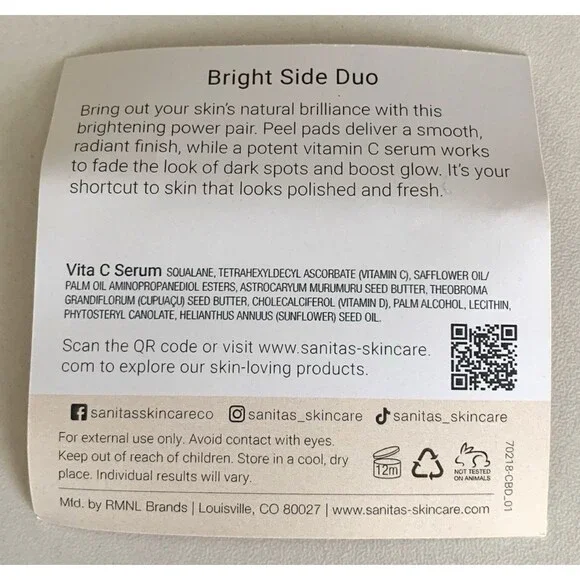 Bright Side Duo
Bring out your skin's natural brilliance with this
brightening power pair. Peel pads deliver a smooth,
radiant finish, while a potent vitamin C serum works
to fade the look of dark spots and boost glow. It's your
shortcut to skin that looks polished and fresh.
Vita C Serum SQUALANE, TETRAHEXYLDECYL ASCORBATE (VITAMIN C), SAFFLOWER OIL/
PALM OIL AMINOPROPANEDIOL ESTERS, ASTROCARYUM MURUMURU SEED BUTTER, THEOBROMA
GRANDIFLORUM (CUPUAÇU) SEED BUTTER, CHOLECALCIFEROL (VITAMIN D), PALM ALCOHOL, LECITHIN,
PHYTOSTERYL CANOLATE, HELIANTHUS ANNUUS (SUNFLOWER) SEED OIL.
Scan the QR code or visit www.sanitas-skincare.
com to explore our skin-loving products.
sanitasskincareco sanitas_skincare sanitas_skincare
For external use only. Avoid contact with eyes.
Keep out of reach of children. Store in a cool, dry
place. Individual results will vary.
12m
NOT TESTED
ON ANIMALS
70218-CBD_01
Mfd. by RMNL Brands | Louisville, CO 80027 | www.sanitas-skincare.com